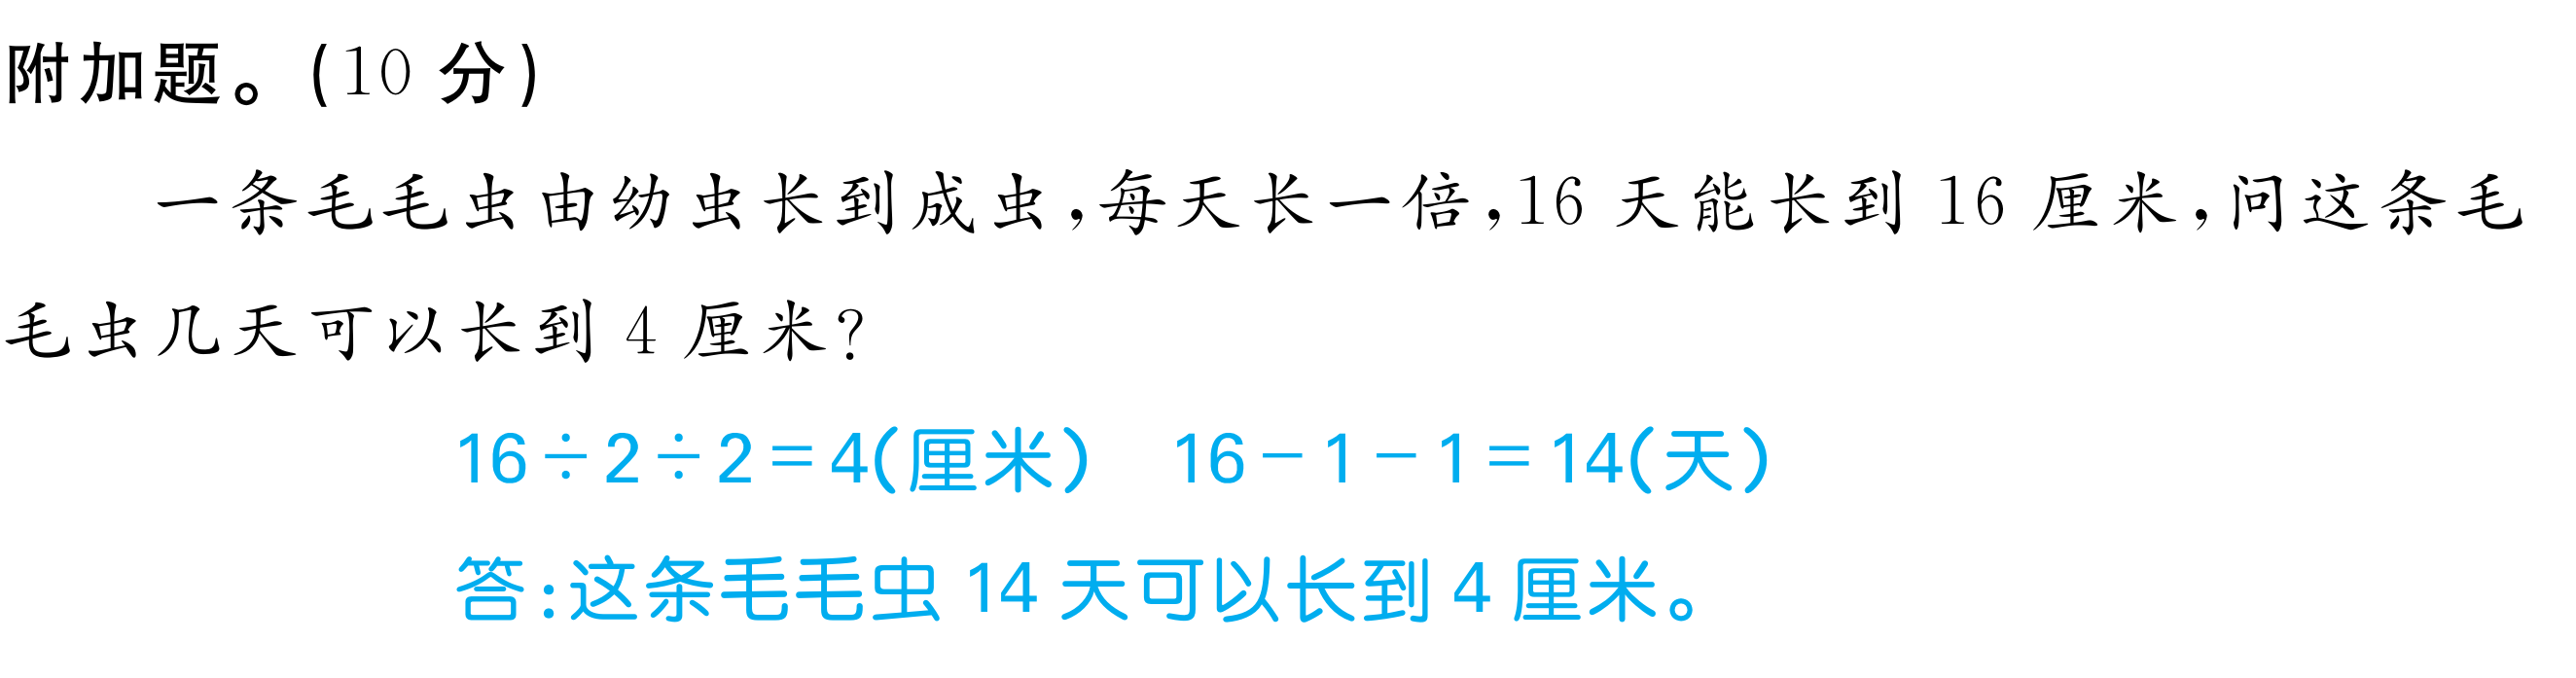 附加题。(10 分)
一条毛毛虫由幼虫长到成虫,每天长一倍,16 天能长到 16 厘米,问这条毛
毛虫几天可以长到 4 厘米?
16÷2÷2=4(厘米) 16-1-1=14(天)
答:这条毛毛虫 14 天可以长到 4 厘米。